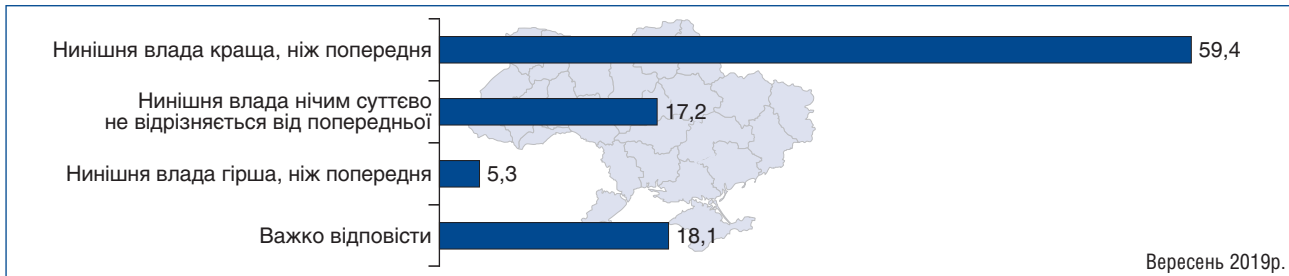 Нинішня влада краща, ніж попередня
59,4
Нинішня влада нічим суттєво
не відрізняється від попередньої
17,2
Нинішня влада гірша, ніж попередня
5,3
Важко відповісти
18,1
Вересень 2019р.